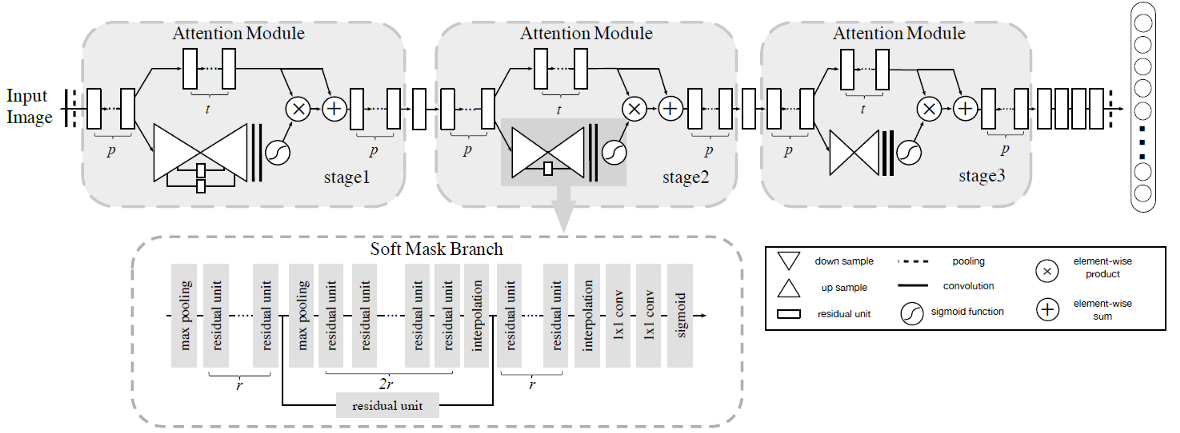 Attention Module
Attention Module
Attention Module
Input
Image
t
t
t
p
p
p
p
p
p
stage1
stage2
stage3
Soft Mask Branch
max pooling
residual unit
residual unit
max pooling
residual unit
residual unit
residual unit
residual unit
interpolation
residual unit
residual unit
interpolation
1x1 conv
1x1 conv
sigmoid
r
2r
r
residual unit
down sample
pooling
element-wise
product
up sample
convolution
residual unit
sigmoid function
element-wise
sum